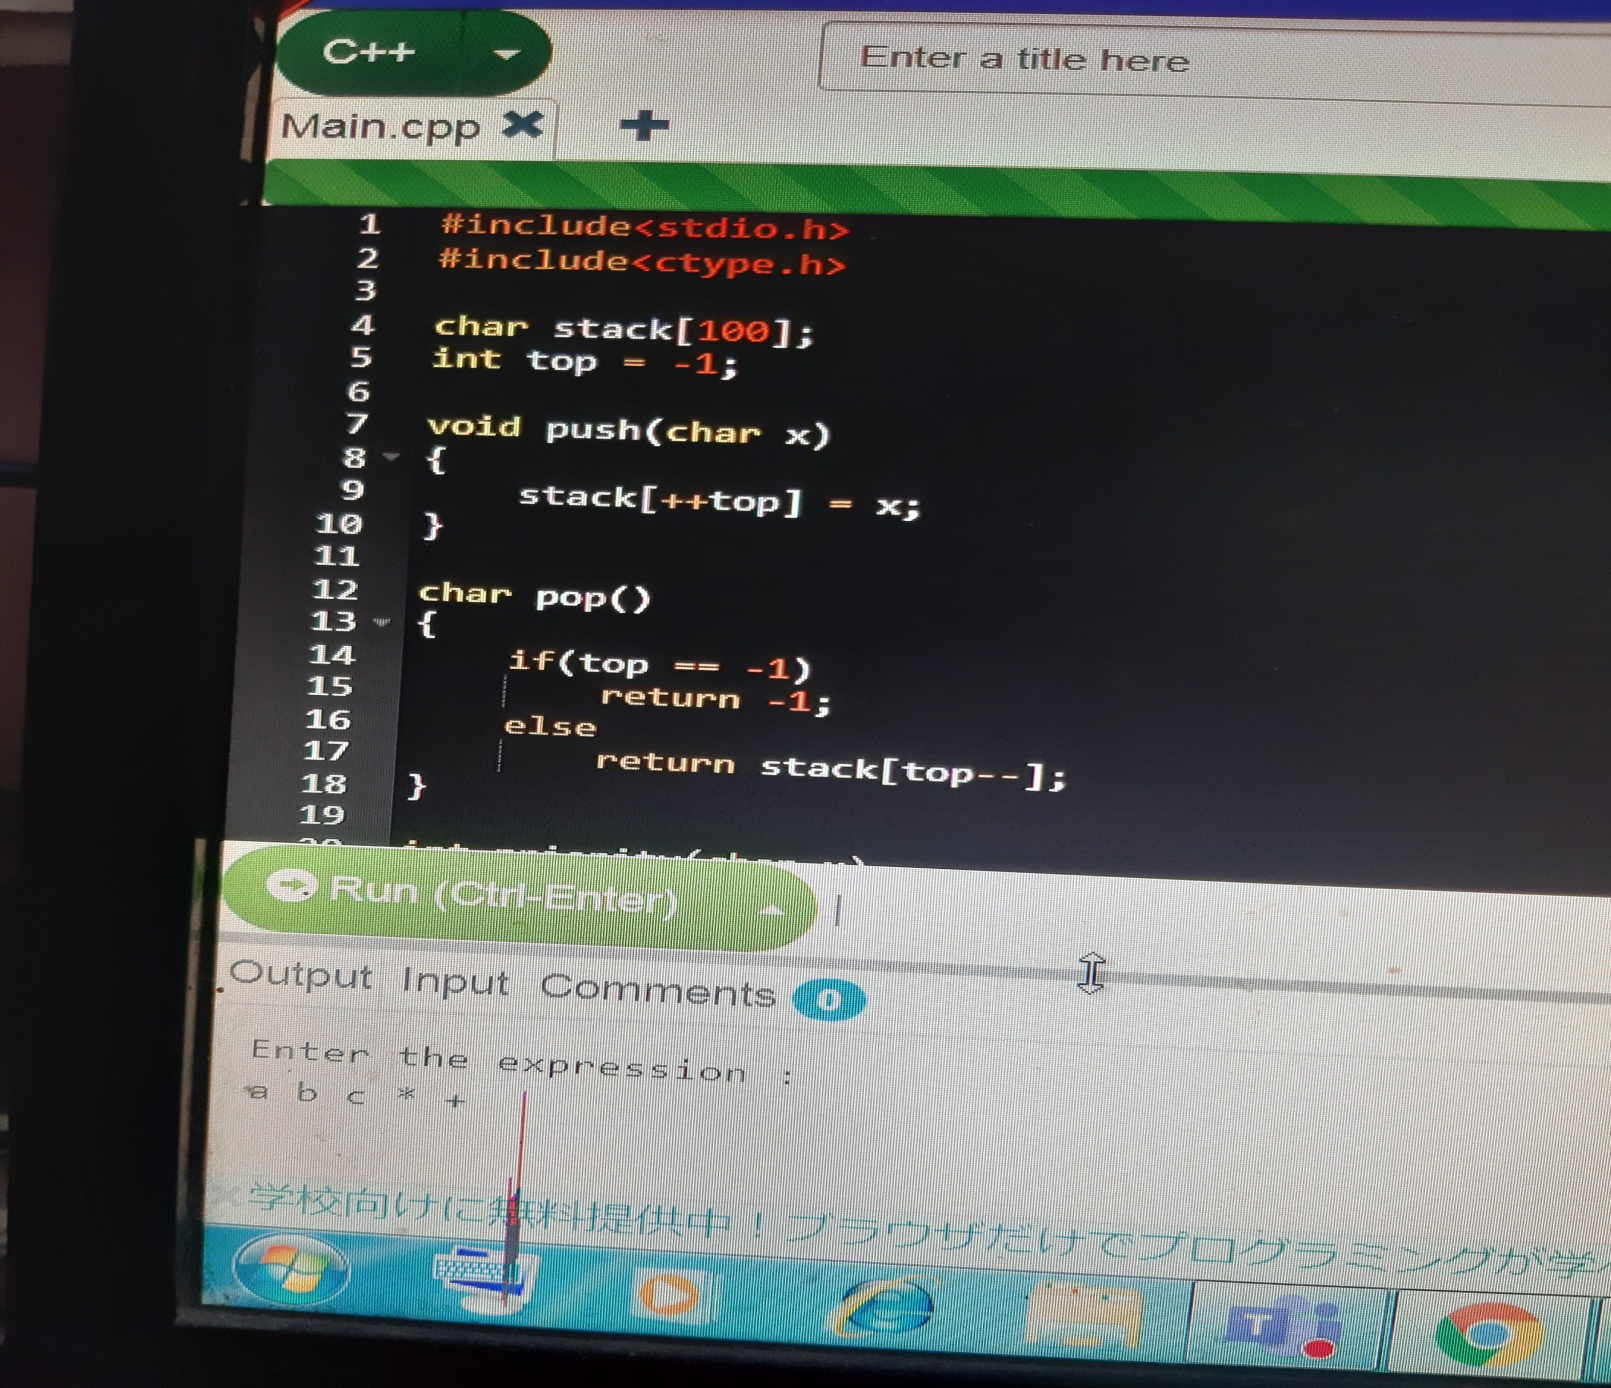 C++
Enter a title here
Main.cpp
1 #include<stdio.h>
2 #include<ctype.h>
3
4 char stack[100];
5 int top = -1;
6
7 void push(char x)
8 {
9 stack[++top] = x;
10 }
11
12 char pop()
13 {
14 if(top == -1)
15 return -1;
16 else
17 return stack[top--];
18 }
19
Run (Ctrl-Enter)
Output Input Comments 0
Enter the expression :
a b c * +
学校向けに無料提供中！ブラウザだけでプログラミングが学
T